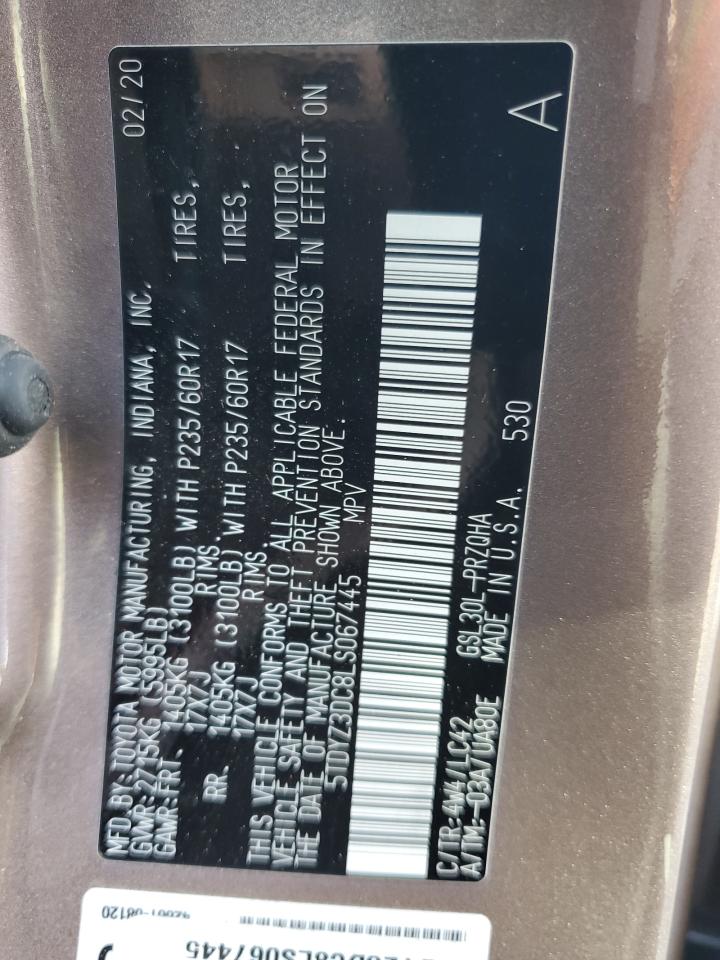 MFD BY: TOYOTA MOTOR MANUFACTURING, INDIANA, INC. 02/20
GVWR: 2715KG (5995LB)
GAWR: FRT. 1405KG (3100LB) WITH P235/60R17 TIRES,
17X7J RIMS.
RR. 1405KG (3100LB) WITH P235/60R17 TIRES,
17X7J RIMS
THIS VEHICLE CONFORMS TO ALL APPLICABLE FEDERAL MOTOR
VEHICLE SAFETY AND THEFT PREVENTION STANDARDS IN EFFECT ON
THE DATE OF MANUFACTURE SHOWN ABOVE.
5TDYZ3DC8LS067445 MPV
C/TR: 4W4/LC42 GSL30L-PRZQHA
A/TM: -03A/UA80E MADE IN U.S.A. 530
A
08120
DC8LS067445